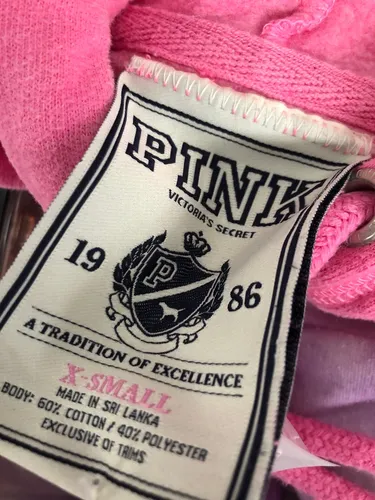 PINK
VICTORIA'S SECRET
19 P 86
A TRADITION OF EXCELLENCE
X-SMALL
MADE IN SRI LANKA
BODY: 60% COTTON / 40% POLYESTER
EXCLUSIVE OF TRIMS